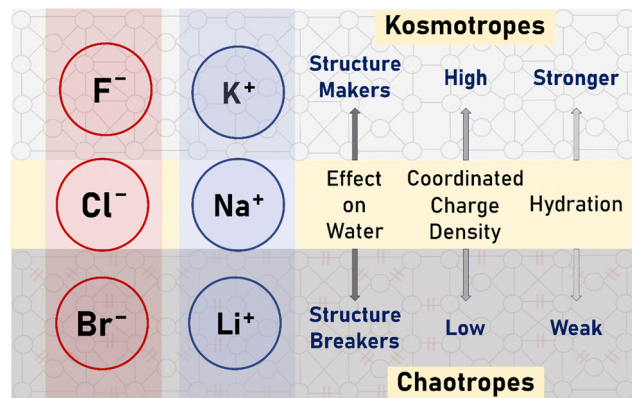 Kosmotropes
F⁻
K⁺
Structure
Makers
High
Stronger
Cl⁻
Na⁺
Effect
on
Water
Coordinated
Charge
Density
Hydration
Br⁻
Li⁺
Structure
Breakers
Low
Weak
Chaotropes